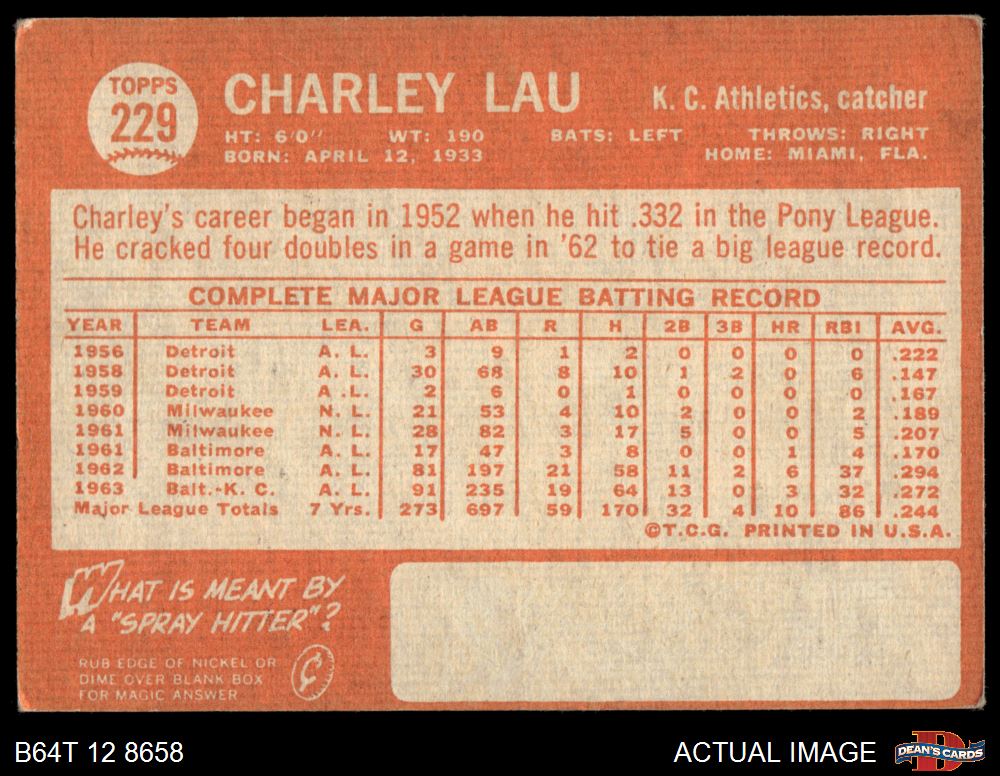 TOPPS
229
CHARLEY LAU
K. C. Athletics, catcher
HT: 6'0" WT: 190 BATS: LEFT THROWS: RIGHT
BORN: APRIL 12, 1933 HOME: MIAMI, FLA.
Charley's career began in 1952 when he hit .332 in the Pony League.
He cracked four doubles in a game in '62 to tie a big league record.
COMPLETE MAJOR LEAGUE BATTING RECORD
YEAR TEAM LEA. G AB R H 2B 3B HR RBI AVG.
1956 Detroit A. L. 3 9 1 2 0 0 0 0 .222
1958 Detroit A. L. 30 68 8 10 1 2 0 6 .147
1959 Detroit A .L. 2 6 0 1 0 0 0 0 .167
1960 Milwaukee N. L. 21 53 4 10 2 0 0 2 .189
1961 Milwaukee N. L. 28 82 3 17 5 0 0 5 .207
1961 Baltimore A. L. 17 47 3 8 0 0 1 4 .170
1962 Baltimore A. L. 81 197 21 58 11 2 6 37 .294
1963 Balt.-K. C. A. L. 91 235 19 64 13 0 3 32 .272
Major League Totals 7 Yrs. 273 697 59 170 32 4 10 86 .244
©T.C.G. PRINTED IN U.S.A.
WHAT IS MEANT BY
A "SPRAY HITTER"?
RUB EDGE OF NICKEL OR
DIME OVER BLANK BOX
FOR MAGIC ANSWER
B64T 12 8658
ACTUAL IMAGE
DEAN'S CARDS